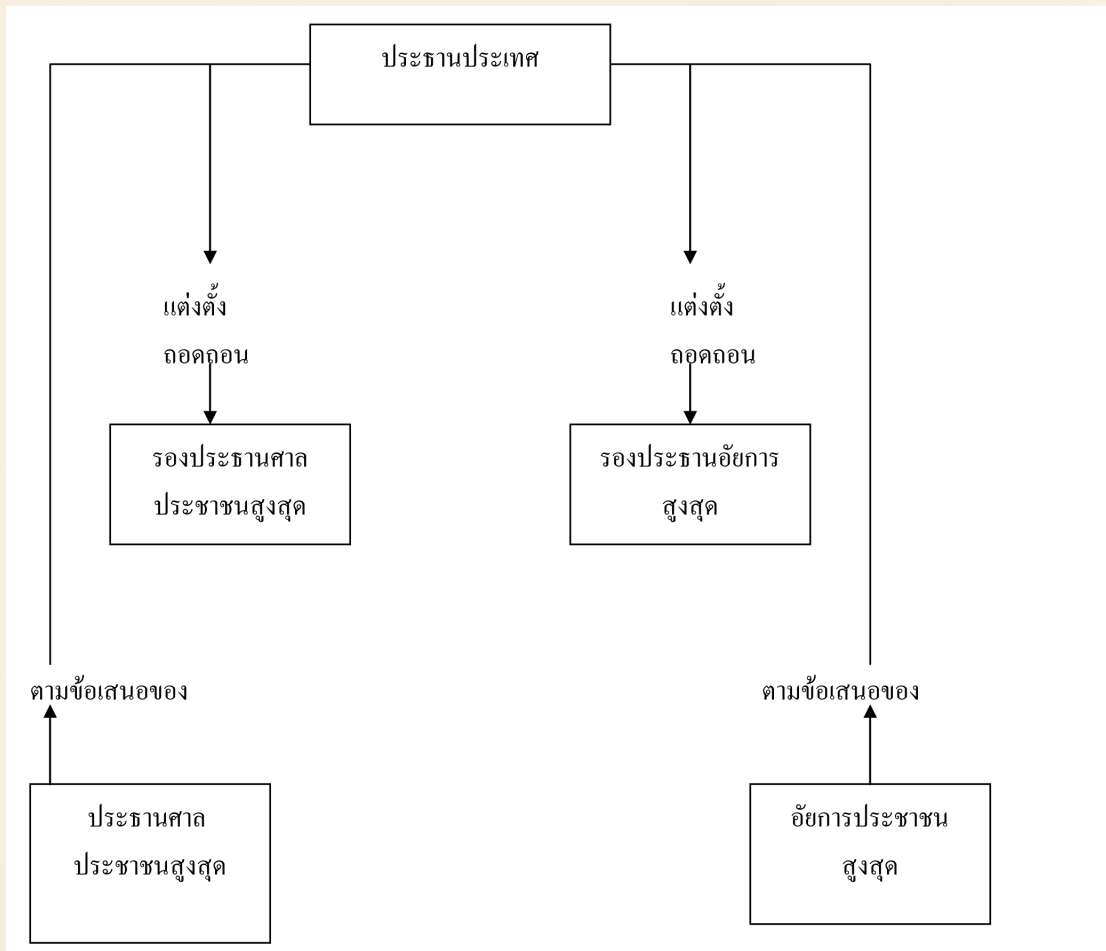 ประธานประเทศ
แต่งตั้ง
ถอดถอน
แต่งตั้ง
ถอดถอน
รองประธานศาล
ประชาชนสูงสุด
รองประธานอัยการ
สูงสุด
ตามข้อเสนอของ
ตามข้อเสนอของ
ประธานศาล
ประชาชนสูงสุด
อัยการประชาชน
สูงสุด